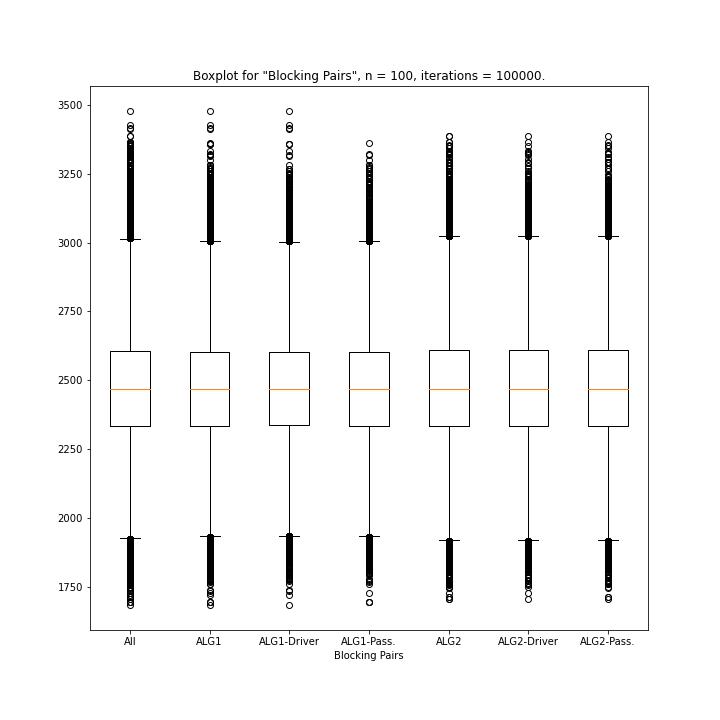 Boxplot for "Blocking Pairs", n = 100, iterations = 100000.
3500
3250
3000
2750
2500
2250
2000
1750
All ALG1 ALG1-Driver ALG1-Pass. ALG2 ALG2-Driver ALG2-Pass.
Blocking Pairs